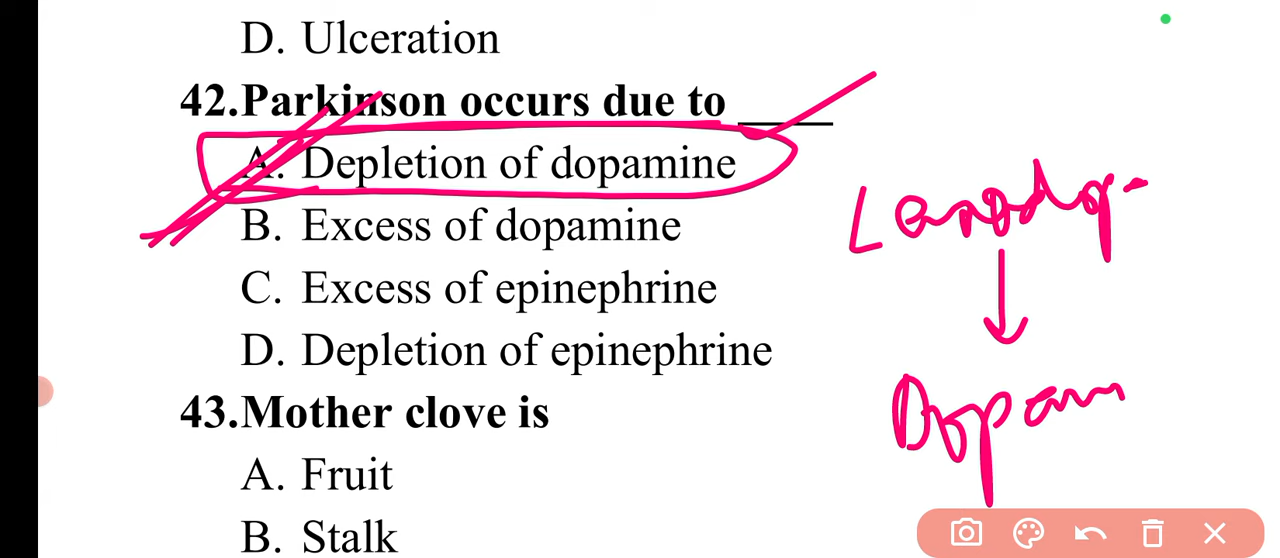 D. Ulceration
42.Parkinson occurs due to ____
A. Depletion of dopamine
B. Excess of dopamine
C. Excess of epinephrine
D. Depletion of epinephrine
43.Mother clove is
A. Fruit
B. Stalk